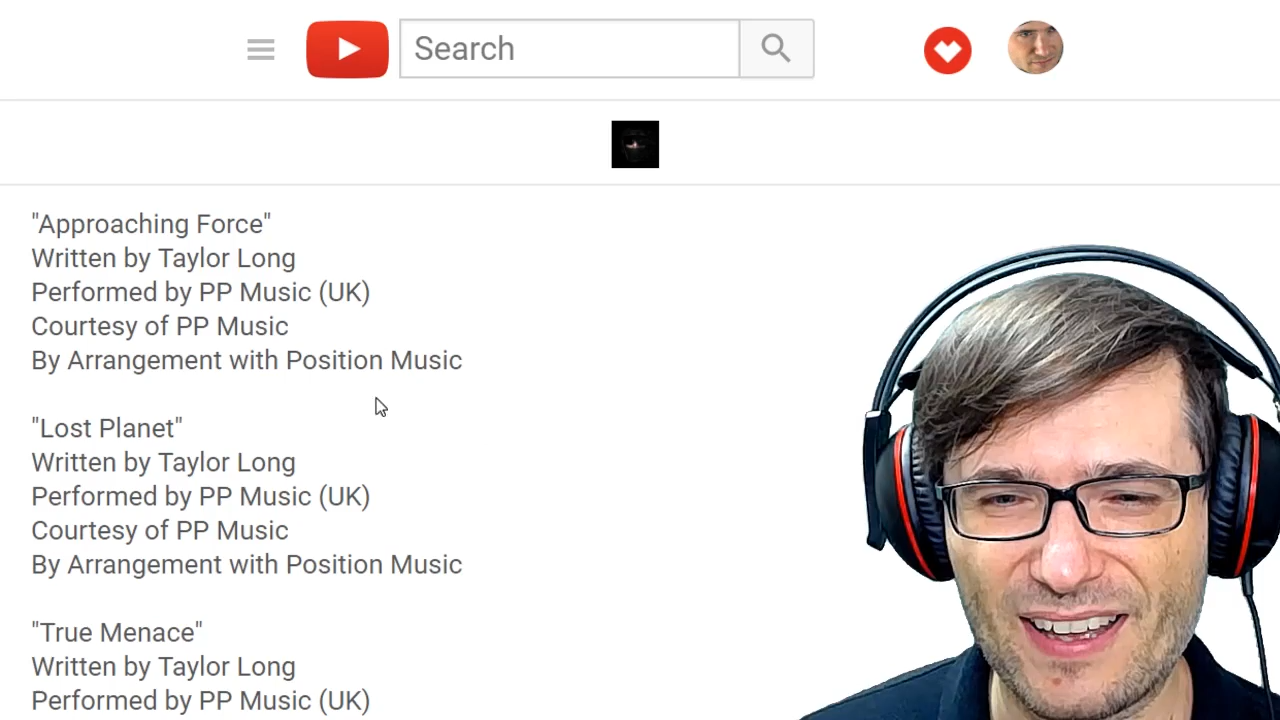 Search
"Approaching Force"
Written by Taylor Long
Performed by PP Music (UK)
Courtesy of PP Music
By Arrangement with Position Music
"Lost Planet"
Written by Taylor Long
Performed by PP Music (UK)
Courtesy of PP Music
By Arrangement with Position Music
"True Menace"
Written by Taylor Long
Performed by PP Music (UK)